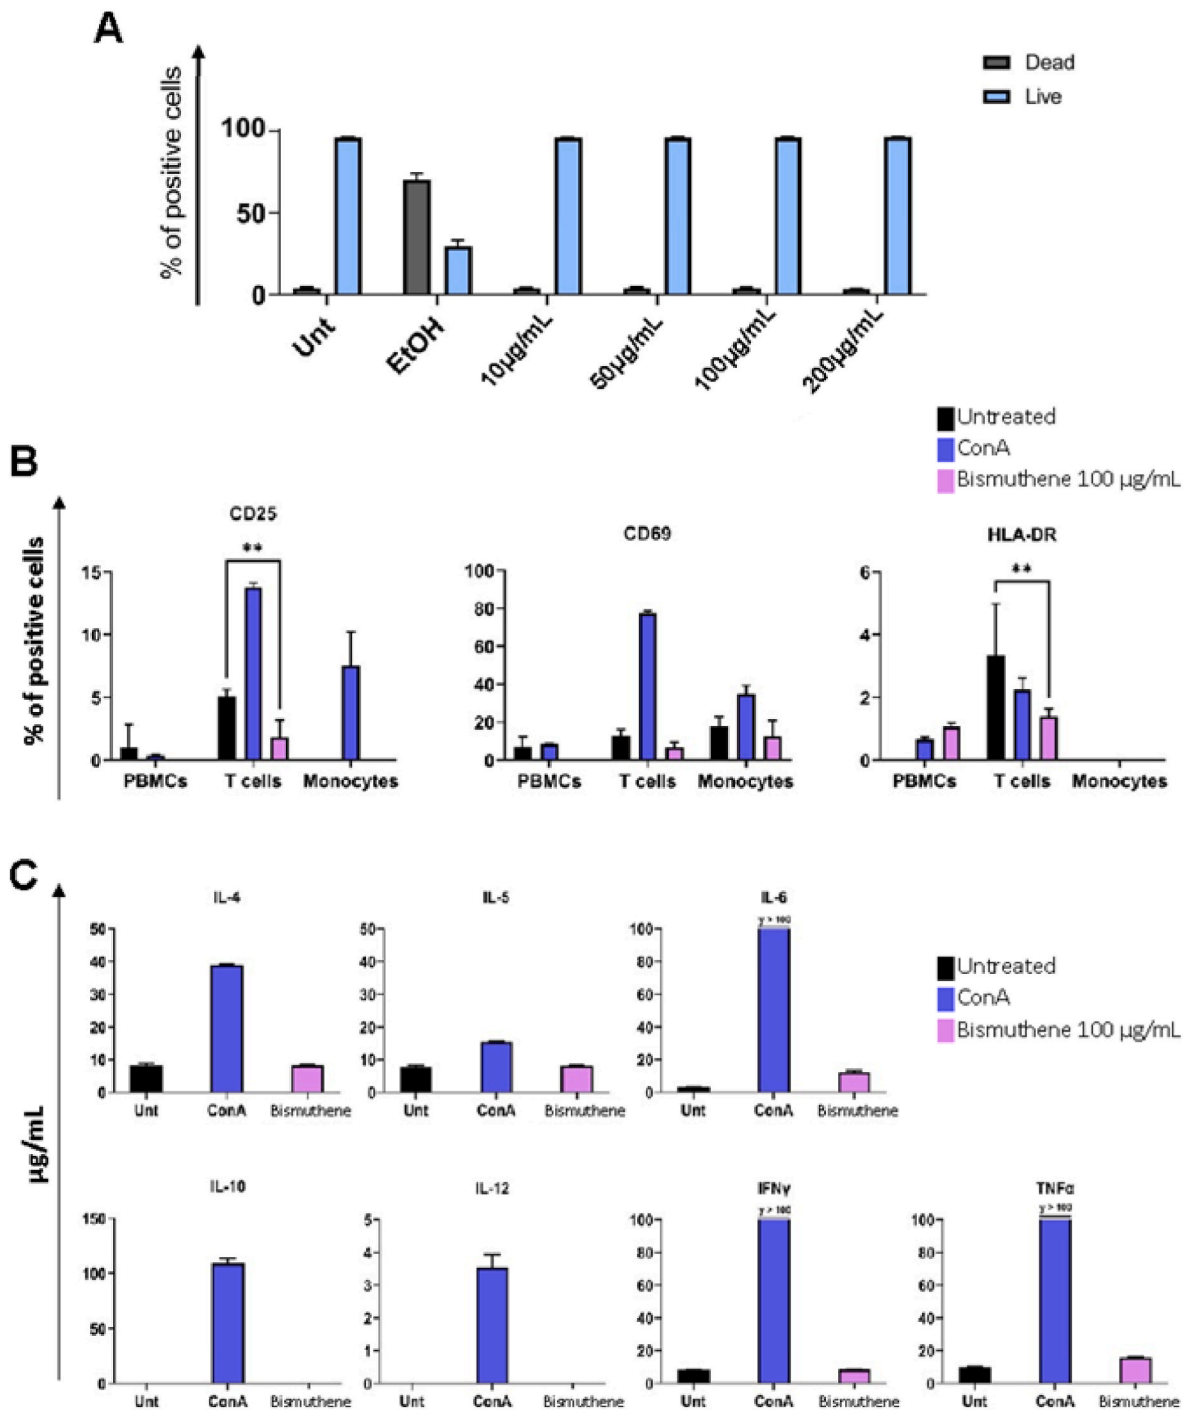 A
% of positive cells
Dead
Live
100
50
0
Unt
EtOH
10µg/mL
50µg/mL
100µg/mL
200µg/mL
B
Untreated
ConA
Bismuthene 100 µg/mL
% of positive cells
CD25
**
15
10
5
0
PBMCs T cells Monocytes
CD69
100
80
60
40
20
0
PBMCs T cells Monocytes
HLA-DR
**
6
4
2
0
PBMCs T cells Monocytes
C
µg/mL
Untreated
ConA
Bismuthene 100 µg/mL
IL-4
50
40
30
20
10
0
Unt ConA Bismuthene
IL-5
50
40
30
20
10
0
Unt ConA Bismuthene
IL-6
y > 100
100
80
60
40
20
0
Unt ConA Bismuthene
IL-10
150
100
50
0
Unt ConA Bismuthene
IL-12
5
4
3
2
1
0
Unt ConA Bismuthene
IFNγ
y > 100
100
80
60
40
20
0
Unt ConA Bismuthene
TNFα
y > 100
100
80
60
40
20
0
Unt ConA Bismuthene